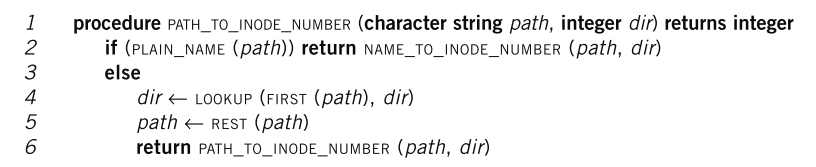 1 procedure PATH_TO_INODE_NUMBER (character string path, integer dir) returns integer
2 if (PLAIN_NAME (path)) return NAME_TO_INODE_NUMBER (path, dir)
3 else
4 dir ← LOOKUP (FIRST (path), dir)
5 path ← REST (path)
6 return PATH_TO_INODE_NUMBER (path, dir)